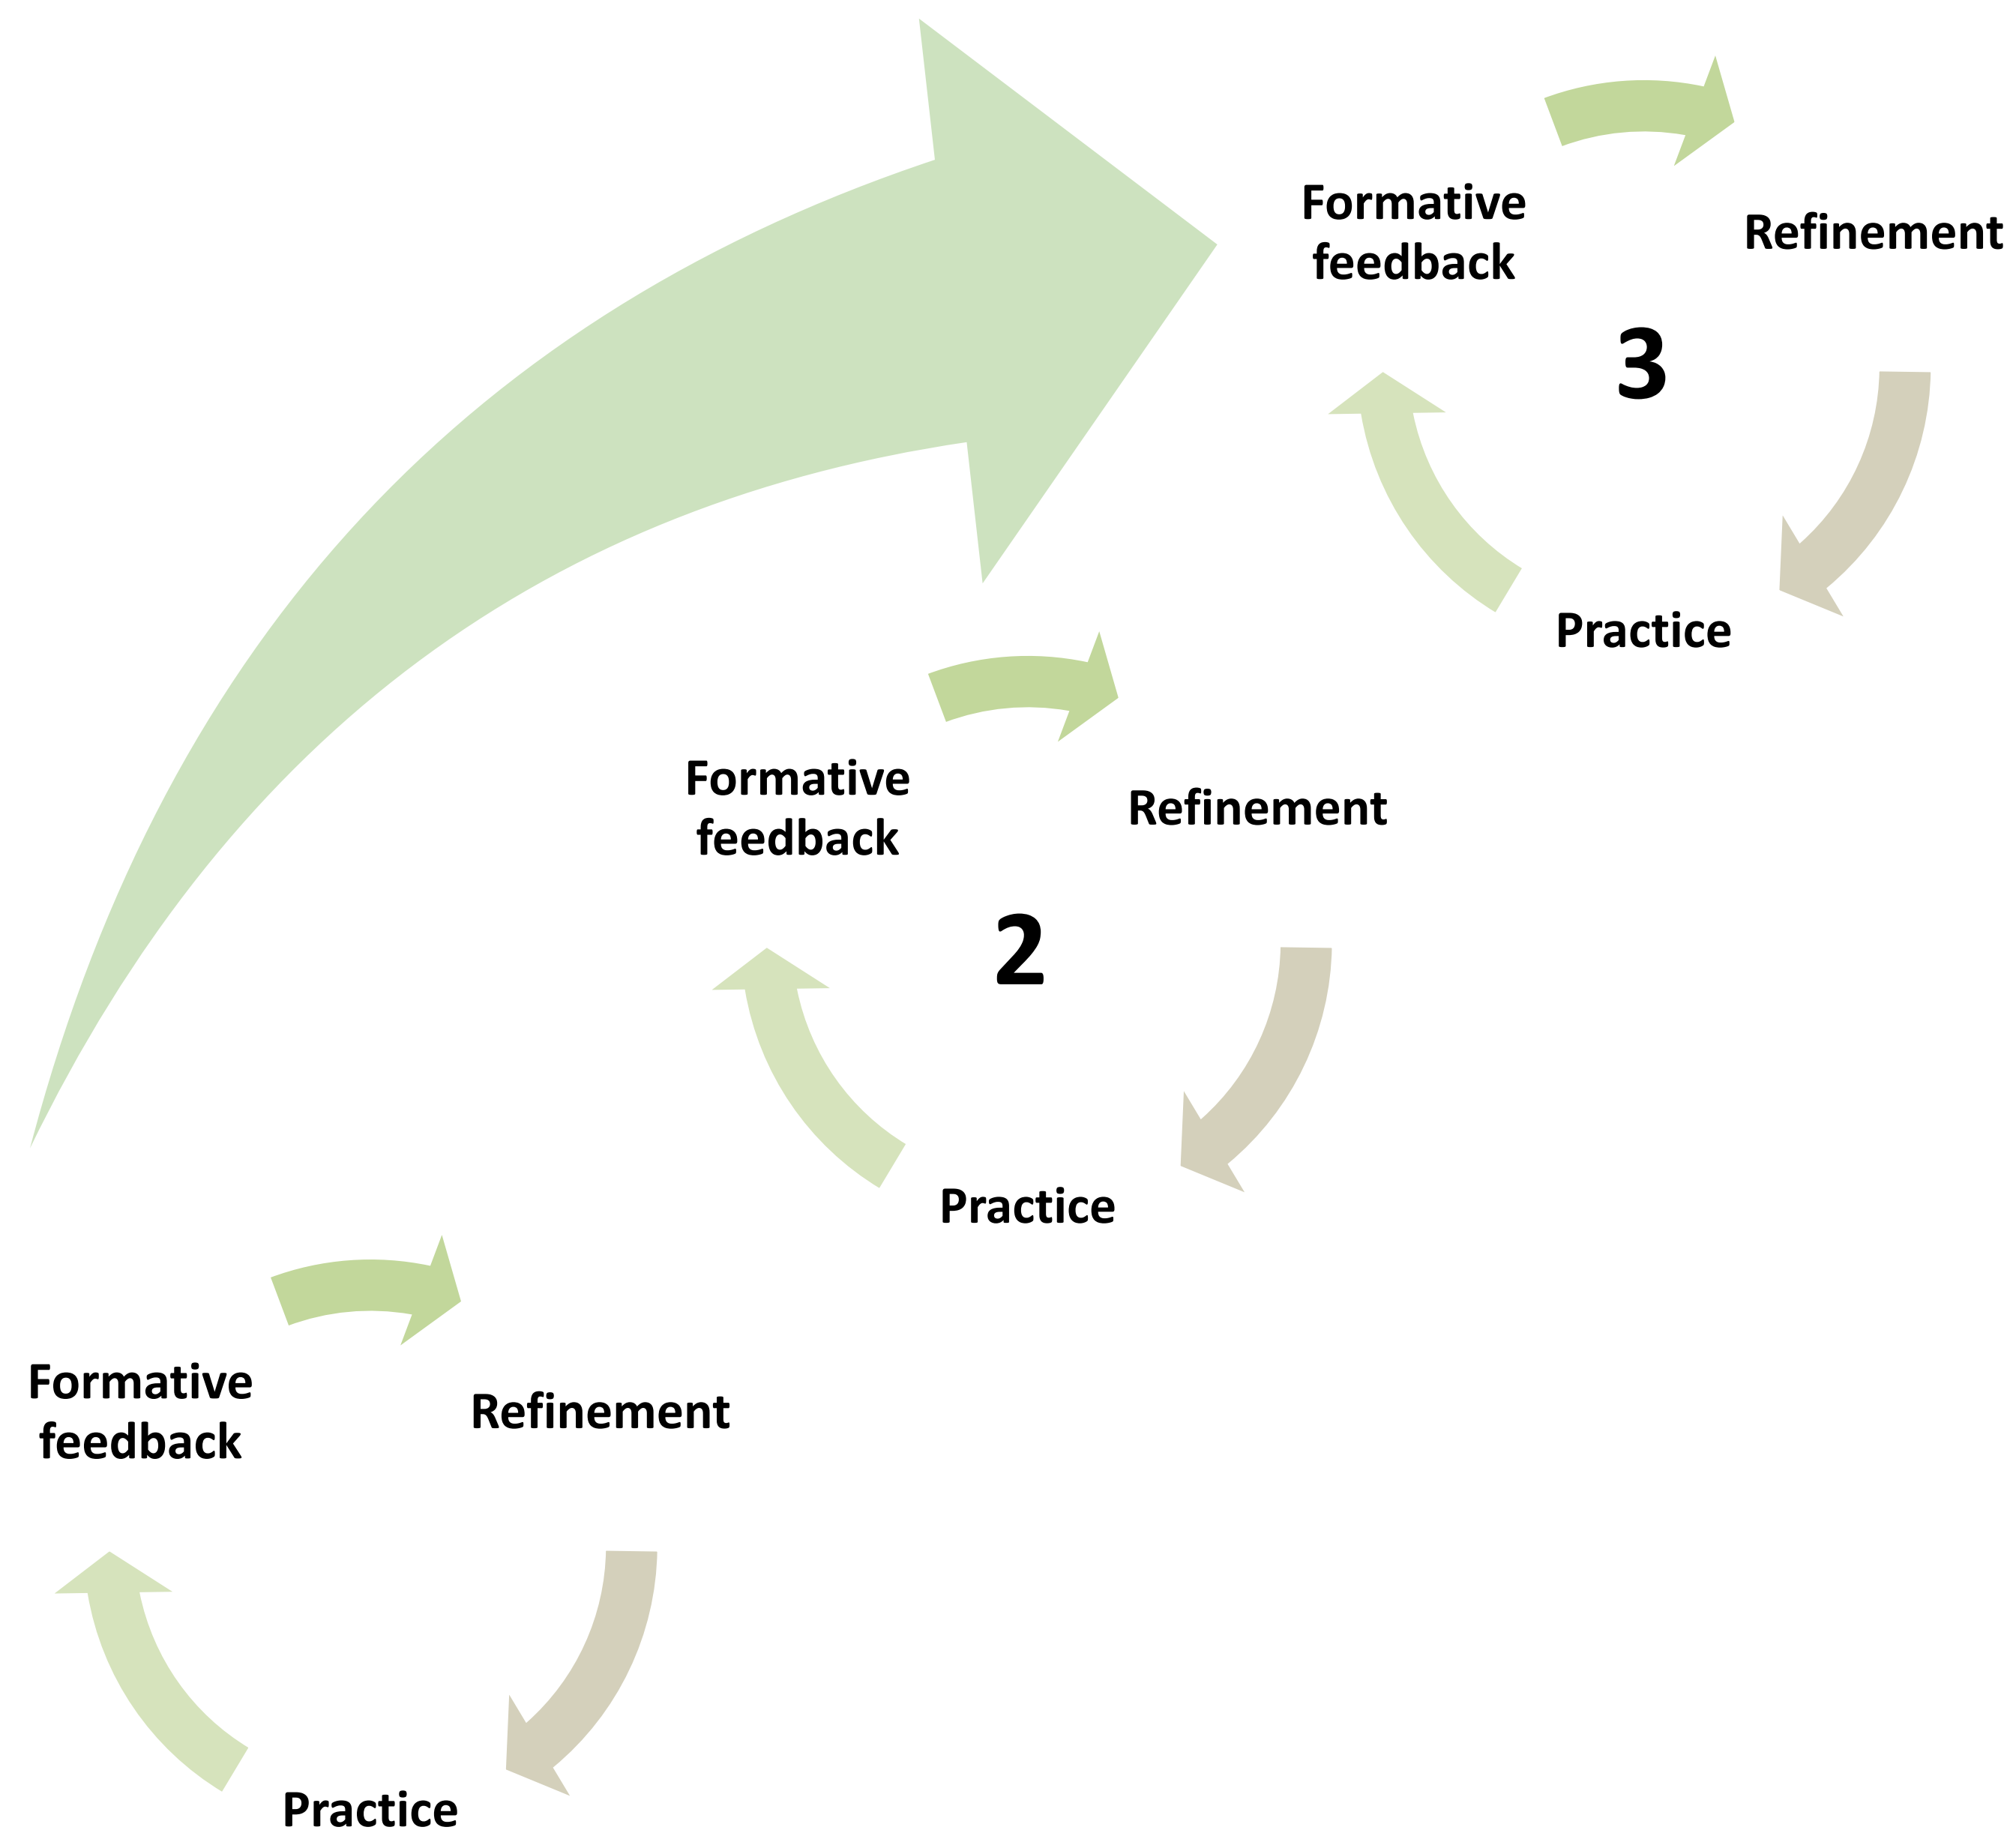 Formative
feedback
Refinement
3
Practice
Formative
feedback
Refinement
2
Practice
Formative
feedback
Refinement
Practice